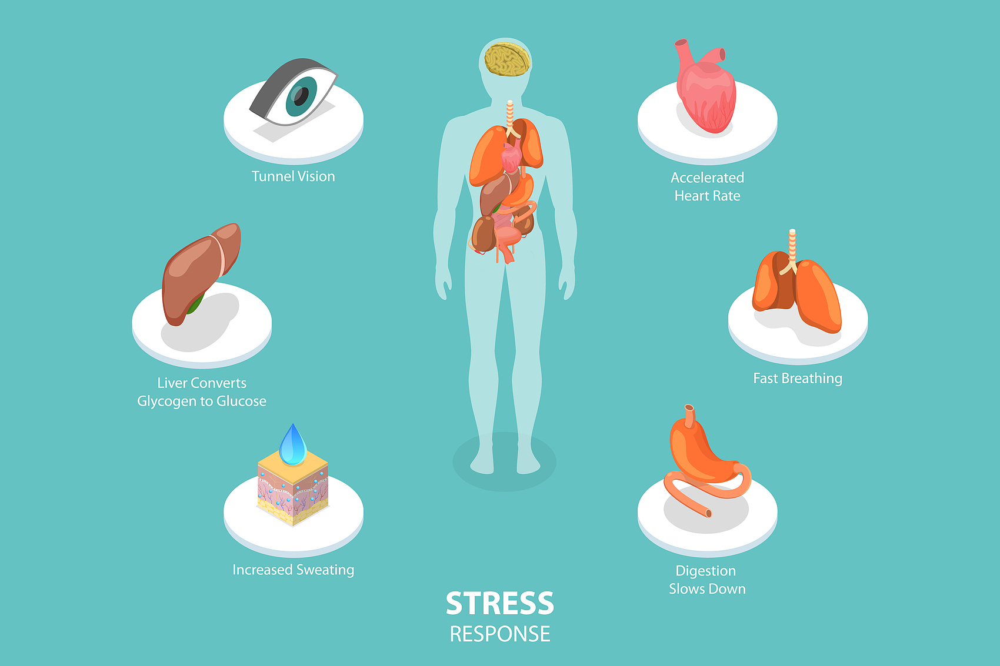 Tunnel Vision
Accelerated
Heart Rate
Liver Converts
Glycogen to Glucose
Fast Breathing
Increased Sweating
Digestion
Slows Down
STRESS
RESPONSE